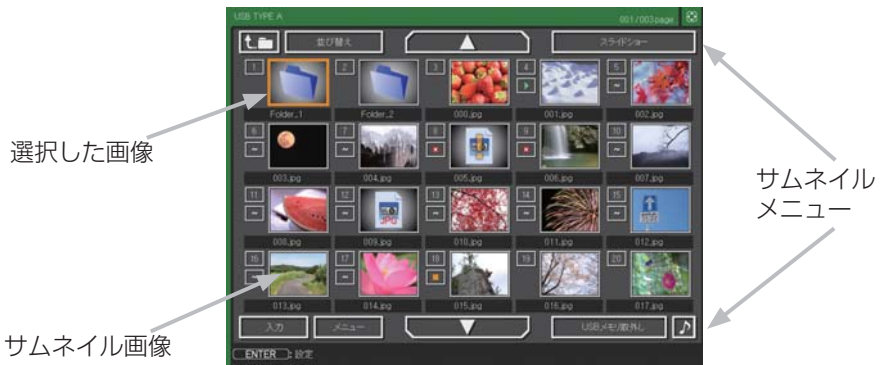 USB TYPE A 001/003 page
並び替え スライドショー
1 2 3 4 5
Folder_1 Folder_2 000.jpg 001.jpg 002.jpg
選択した画像
6 7 8 9 10
003.jpg 004.jpg 005.jpg 006.jpg 007.jpg
サムネイル
メニュー
11 12 13 14 15
JPG
008.jpg 009.jpg 010.jpg 011.jpg 012.jpg
16 17 18 19 20
013.jpg 014.jpg 015.jpg 016.jpg 017.jpg
サムネイル画像
入力 メニュー USBメモリ取外し
ENTER : 設定